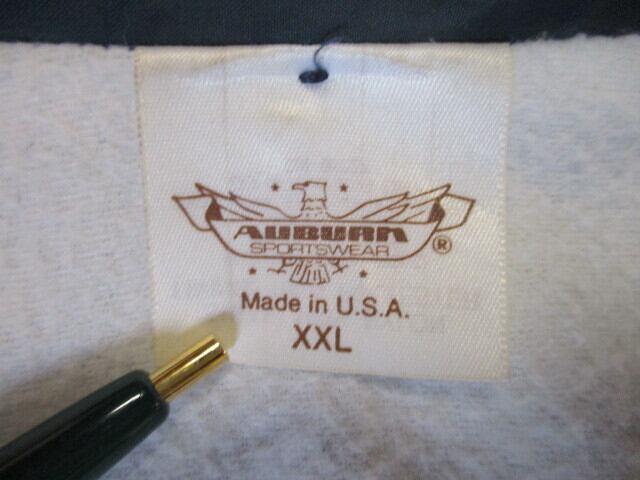 AUBURN
SPORTSWEAR
®
Made in U.S.A.
XXL